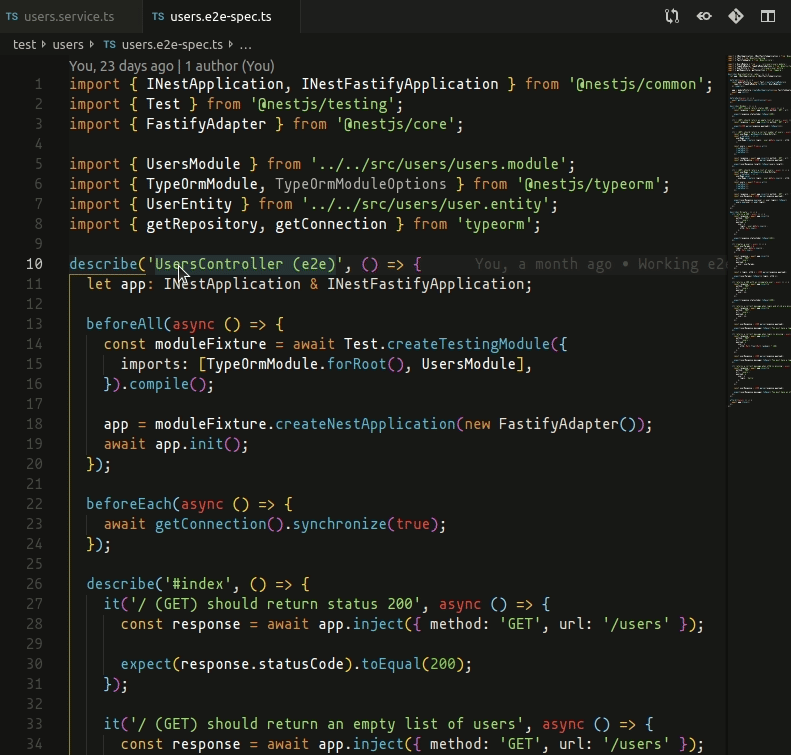 TS users.service.ts TS users.e2e-spec.ts
test users TS users.e2e-spec.ts ...
You, 23 days ago | 1 author (You)
1 import { INestApplication, INestFastifyApplication } from '@nestjs/common';
2 import { Test } from '@nestjs/testing';
3 import { FastifyAdapter } from '@nestjs/core';
4
5 import { UsersModule } from '../../src/users/users.module';
6 import { TypeOrmModule, TypeOrmModuleOptions } from '@nestjs/typeorm';
7 import { UserEntity } from '../../src/users/user.entity';
8 import { getRepository, getConnection } from 'typeorm';
9
10 describe('UsersController (e2e)', () => { You, a month ago • Working e2e
11 let app: INestApplication & INestFastifyApplication;
12
13 beforeAll(async () => {
14 const moduleFixture = await Test.createTestingModule({
15 imports: [TypeOrmModule.forRoot(), UsersModule],
16 }).compile();
17
18 app = moduleFixture.createNestApplication(new FastifyAdapter());
19 await app.init();
20 });
21
22 beforeEach(async () => {
23 await getConnection().synchronize(true);
24 });
25
26 describe('#index', () => {
27 it('/ (GET) should return status 200', async () => {
28 const response = await app.inject({ method: 'GET', url: '/users' });
29
30 expect(response.statusCode).toEqual(200);
31 });
32
33 it('/ (GET) should return an empty list of users', async () => {
34 const response = await app.inject({ method: 'GET', url: '/users' });